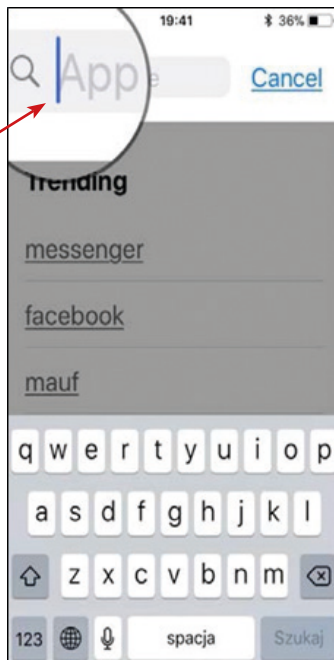 19:41 36%
App e Cancel
Trending
messenger
facebook
mauf
q w e r t y u i o p
a s d f g h j k l
z x c v b n m
123 spacja Szukaj